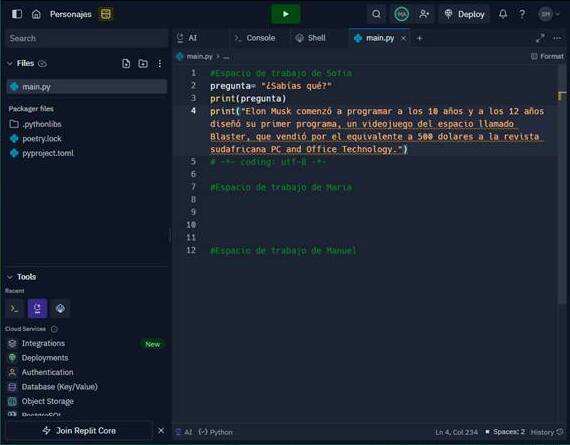 Personajes
MA
Deploy
SM
Search
AI
Console
Shell
main.py
Files
main.py > ...
Format
main.py
Packager files
.pythonlibs
poetry.lock
pyproject.toml
1 #Espacio de trabajo de Sofia
2 pregunta= "¿Sabías qué?"
3 print(pregunta)
4 print("Elon Musk comenzó a programar a los 10 años y a los 12 años
diseñó su primer programa, un videojuego del espacio llamado
Blaster, que vendió por el equivalente a 500 dolares a la revista
sudafricana PC and Office Technology.")
5 # -*- coding: utf-8 -*-
6
7 #Espacio de trabajo de Maria
8
9
10
11
12 #Espacio de trabajo de Manuel
Tools
Recent
Cloud Services
Integrations New
Deployments
Authentication
Database (Key/Value)
Object Storage
PostgreSQL
Join Replit Core
AI
Python
Ln 4, Col 234
Spaces: 2
History